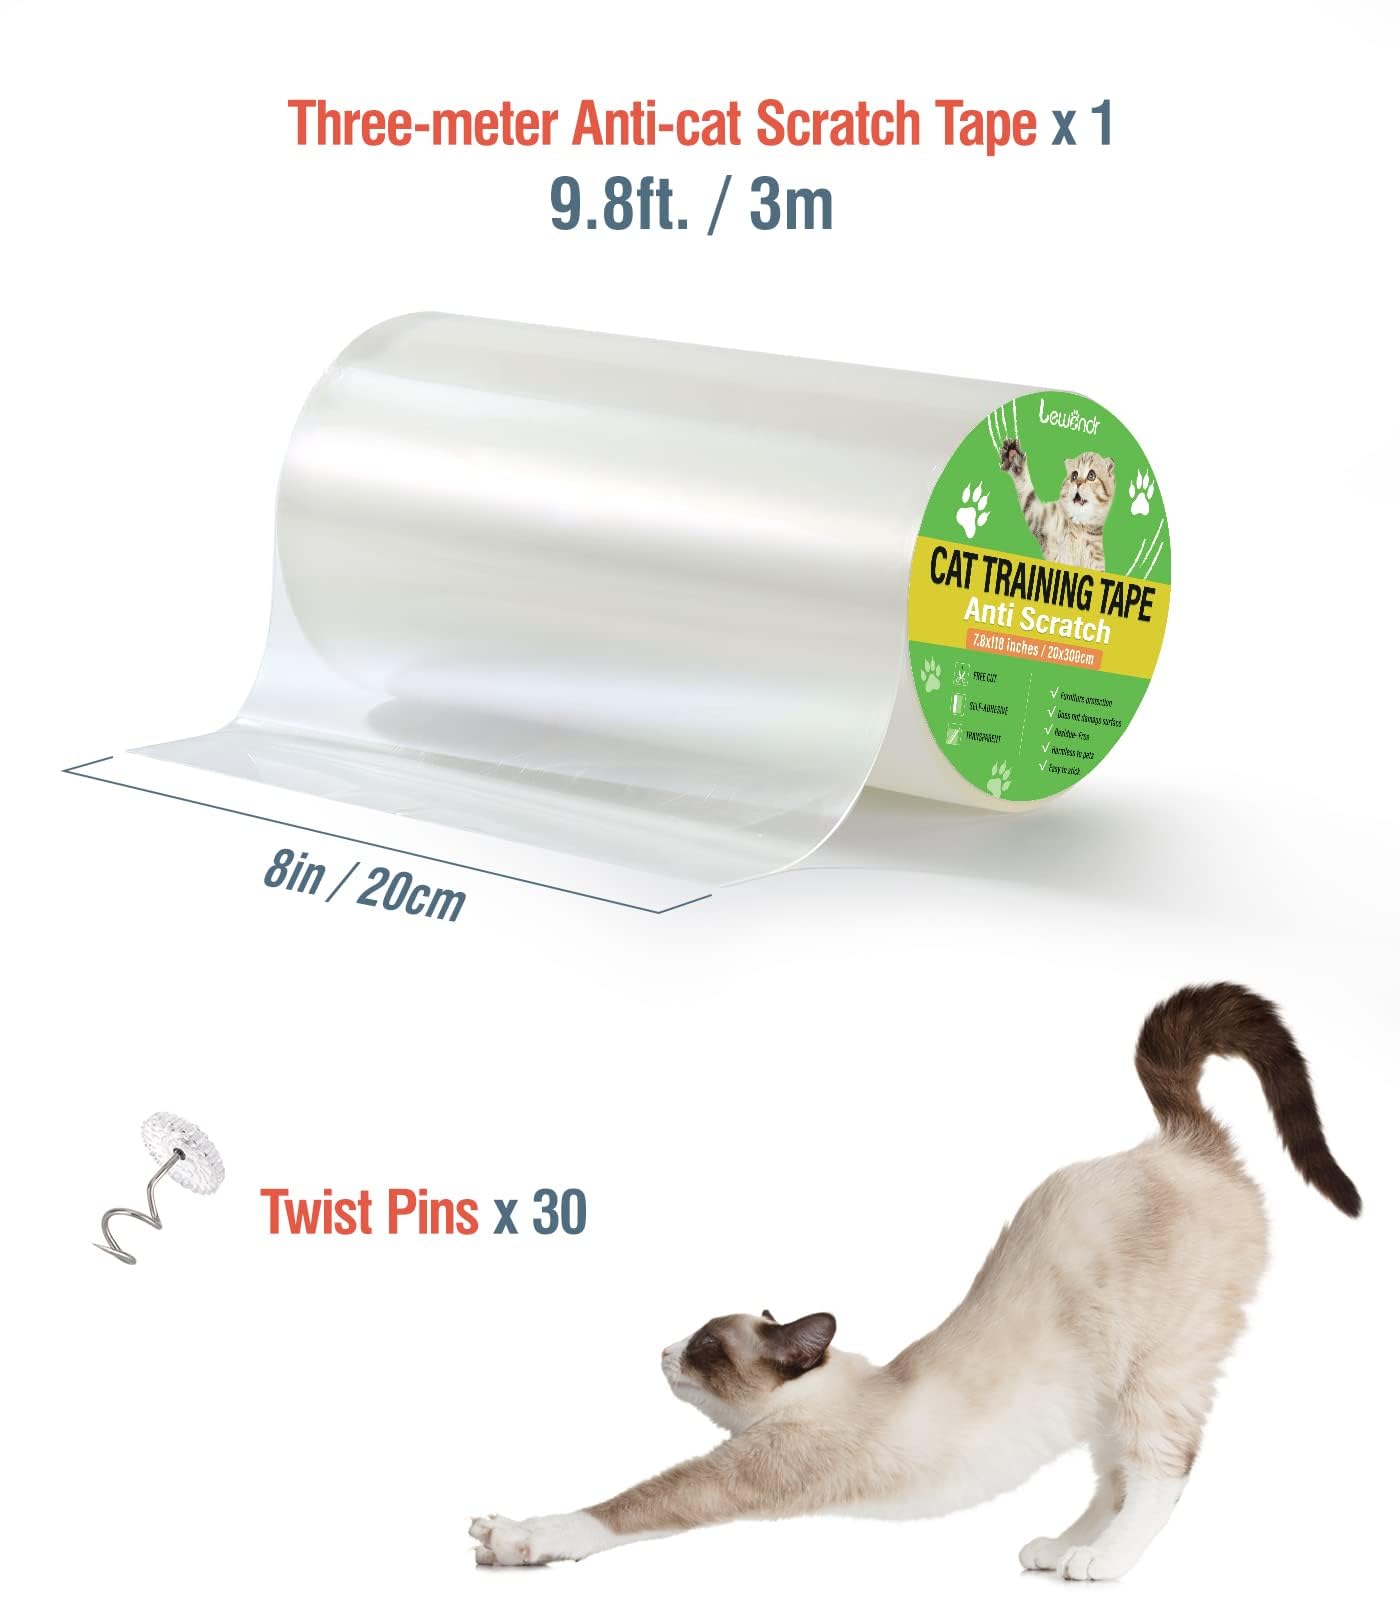 Three-meter Anti-cat Scratch Tape x 1
9.8ft. / 3m
Lewondr
CAT TRAINING TAPE
Anti Scratch
7.8x118 inches / 20x300cm
FREE CUT
SELF-ADHESIVE
TRANSPARENT
√ Furniture protection
√ Does not damage surface
√ Residue- Free
√ Harmless to pets
√ Easy to stick
8in / 20cm
Twist Pins x 30